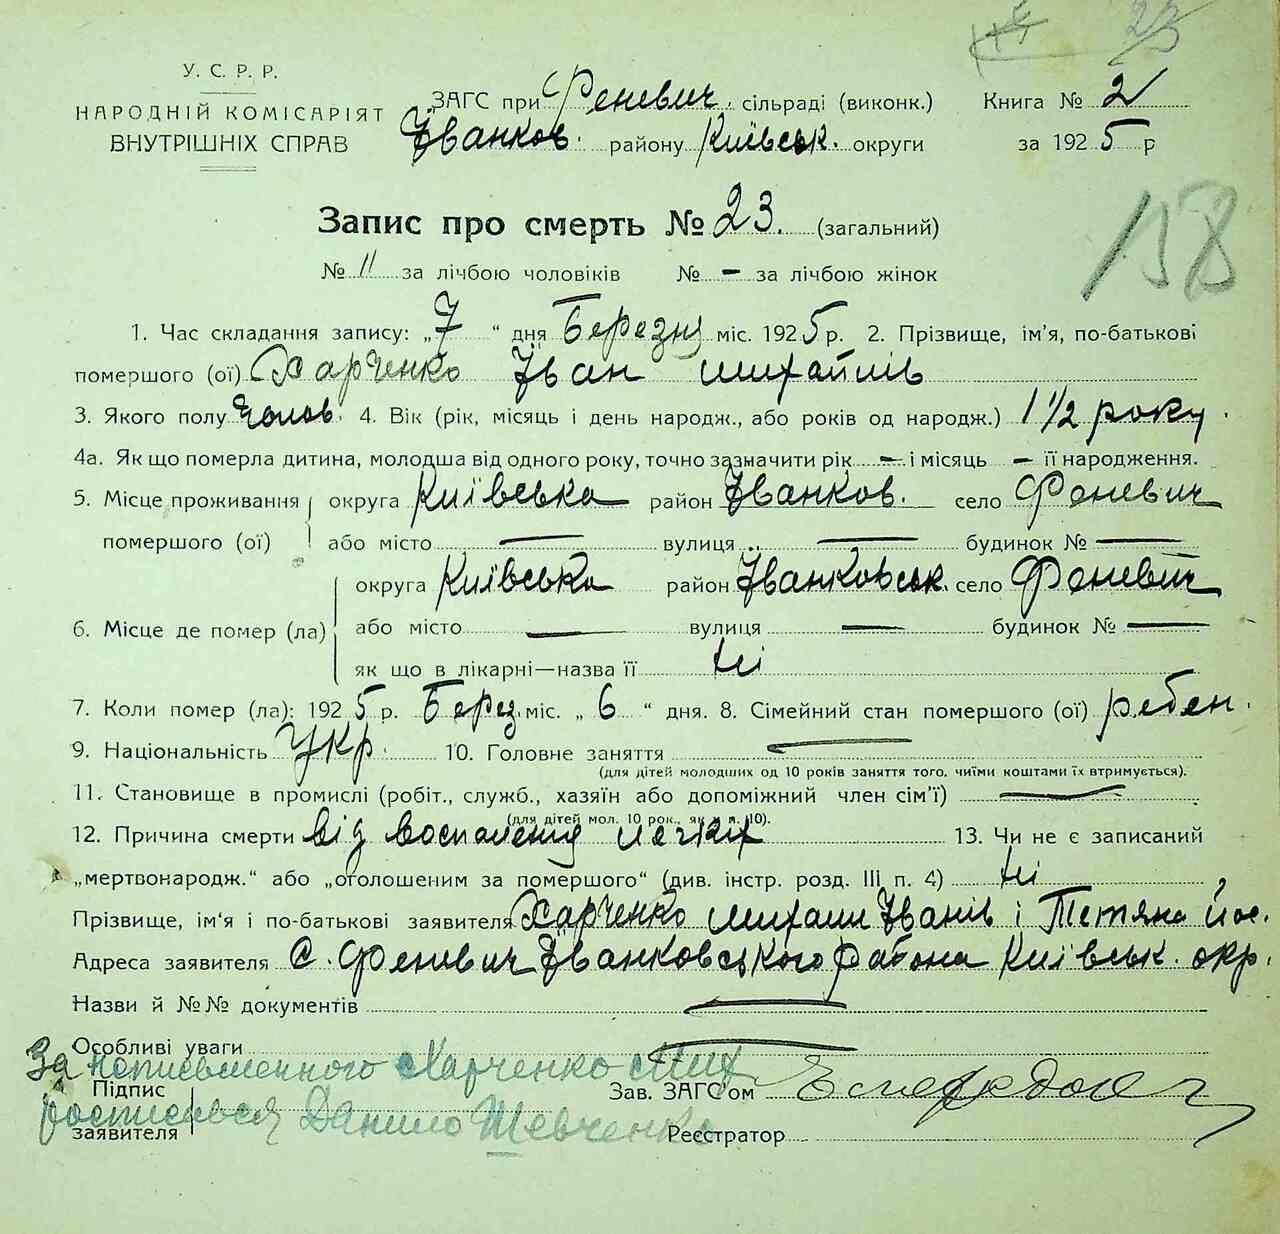 23
У. С. Р. Р.
НАРОДНІЙ КОМІСАРІЯТ
ВНУТРІШНІХ СПРАВ
ЗАГС при Феневич. сільраді (виконк.) Книга № 2
Іванков. району Київськ. округи за 1925 р
Запис про смерть № 23. (загальний)
158
№ 11 за лічбою чоловіків № – за лічбою жінок
1. Час складання запису: „7“ дня Березня міс. 1925 р. 2. Прізвище, ім'я, по-батькові
помершого (ої) Харченко Іван Михайлів
3. Якого полу Чолов. 4. Вік (рік, місяць і день народж., або років од народж.) 1 1/2 року.
4а. Як що померла дитина, молодша від одного року, точно зазначити рік – і місяць – її народження.
5. Місце проживання округа Київська район Іванков. село Феневич
помершого (ої) або місто — вулиця — будинок № —
округа Київська район Іванковськ. село Феневич
6. Місце де помер (ла) або місто — вулиця — будинок № —
як що в лікарні—назва її Ні
7. Коли помер (ла): 1925 р. Берез. міс. „6“ дня. 8. Сімейний стан помершого (ої) ребен.
9. Національність Укр. 10. Головне заняття —
(для дітей молодших од 10 років заняття того, чиїми коштами їх втримується).
11. Становище в промислі (робіт., служб., хазяїн або допоміжний член сім'ї) —
(для дітей мол. 10 рок., як в п. 10).
12. Причина смерти від воспаления 13. Чи не є записаний
„мертвонародж.“ або „оголошеним за помершого“ (див. інстр. розд. III п. 4) Ні
Прізвище, ім'я і по-батькові заявителя Харченко Михайл Іванів і Тетяна Йос.
Адреса заявителя с. Феневич Іванковського района Київськ. окр.
Назви й №№ документів —
Особливі уваги —
За неписьменного Харченко Мих
Підпис Зав. ЗАГС'ом
росписався Данило Шевченко
заявителя Реєстратор